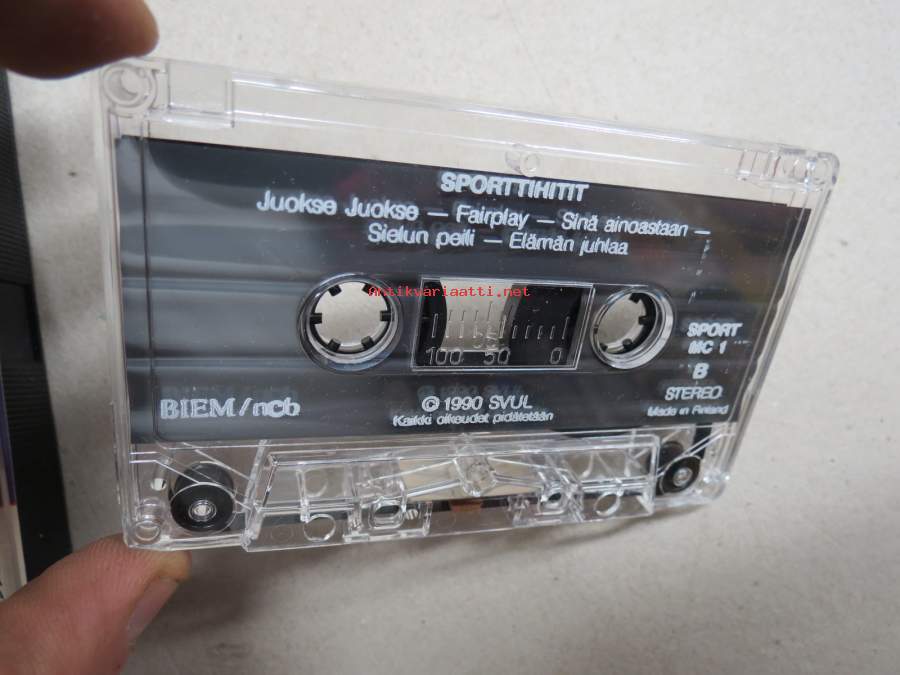 SPORTTIHITIT
Juokse Juokse – Fairplay – Sinä ainoastaan –
Sielun peili – Elämän juhlaa
Antikvariaatti.net
100 50 0
SPORT
MC 1
B
STEREO
Made in Finland
BIEM/ncb
© 1990 SVUL
Kaikki oikeudet pidätetään